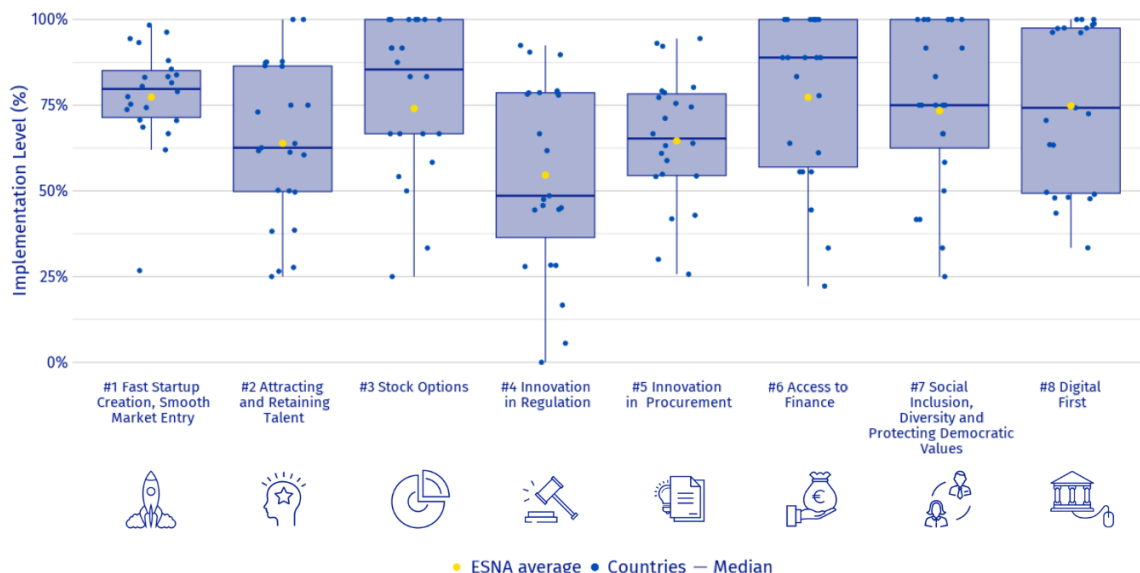 100%
75%
50%
25%
0%
Implementation Level (%)
#1 Fast Startup
Creation, Smooth
Market Entry
#2 Attracting
and Retaining
Talent
#3 Stock Options
#4 Innovation
in Regulation
#5 Innovation
in Procurement
#6 Access to
Finance
#7 Social
Inclusion,
Diversity and
Protecting Democratic
Values
#8 Digital
First
€
ESNA average Countries — Median